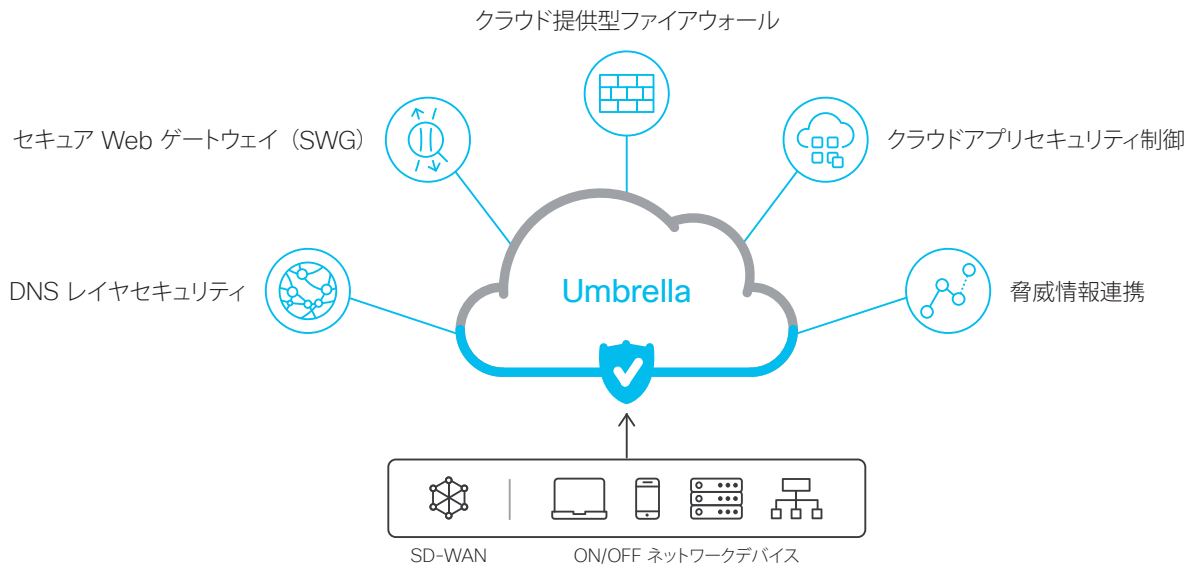 クラウド提供型ファイアウォール
セキュア Web ゲートウェイ（SWG）
クラウドアプリセキュリティ制御
DNS レイヤセキュリティ
Umbrella
脅威情報連携
SD-WAN
ON/OFF ネットワークデバイス